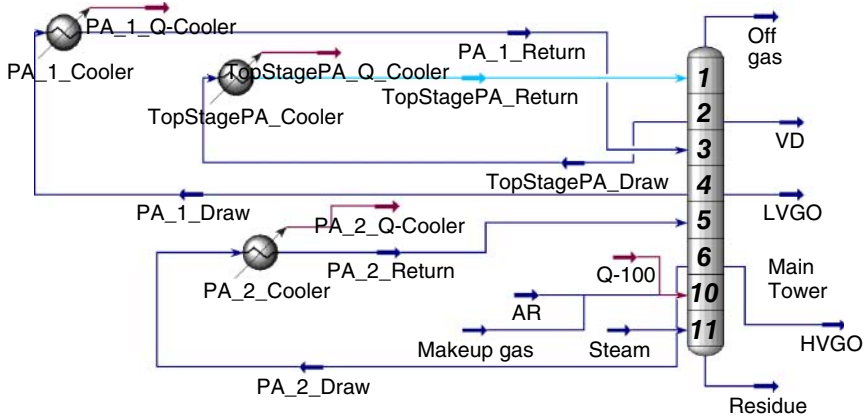 PA_1_Q-Cooler
Off
gas
PA_1_Cooler
PA_1_Return
TopStagePA_Q_Cooler
TopStagePA_Return
TopStagePA_Cooler
1
2
VD
3
TopStagePA_Draw
4
PA_1_Draw
LVGO
PA_2_Q-Cooler
5
PA_2_Return
PA_2_Cooler
6
Q-100
Main
Tower
10
AR
11
Makeup gas
Steam
HVGO
PA_2_Draw
Residue